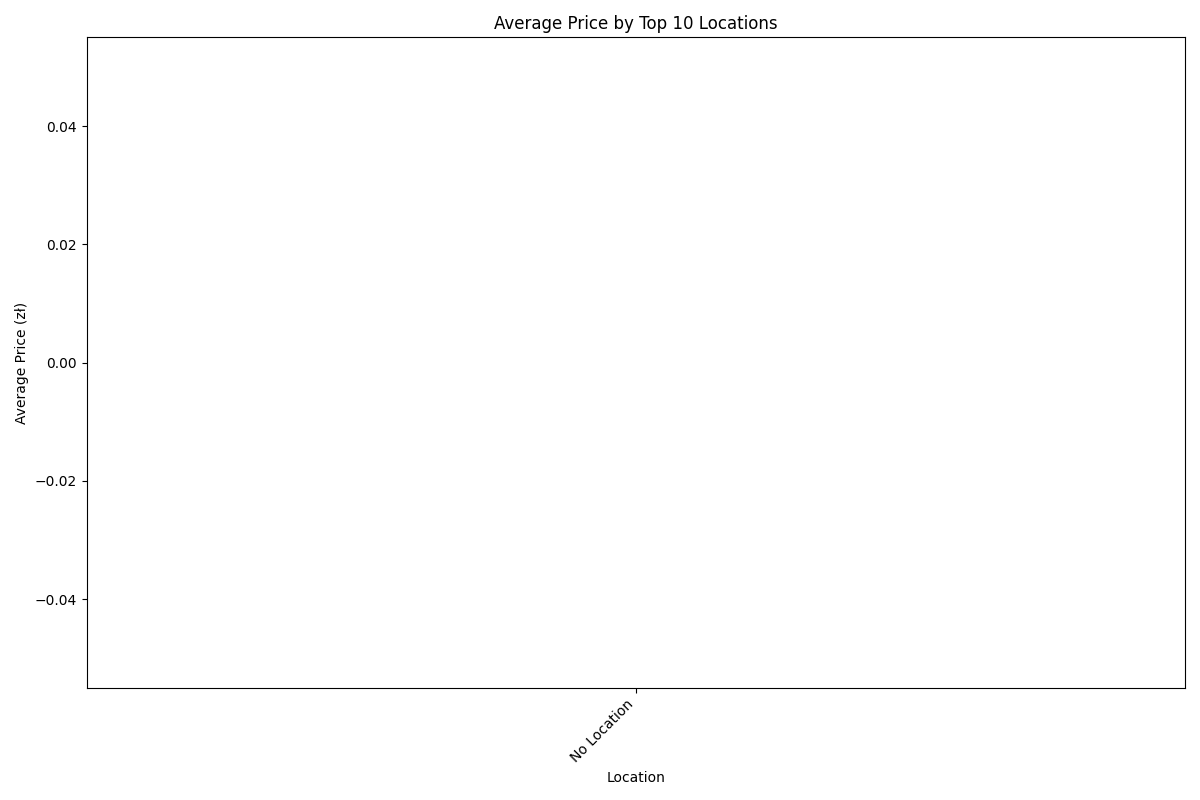 Average Price by Top 10 Locations
0.04
0.02
0.00
−0.02
−0.04
Average Price (zł)
No Location
Location